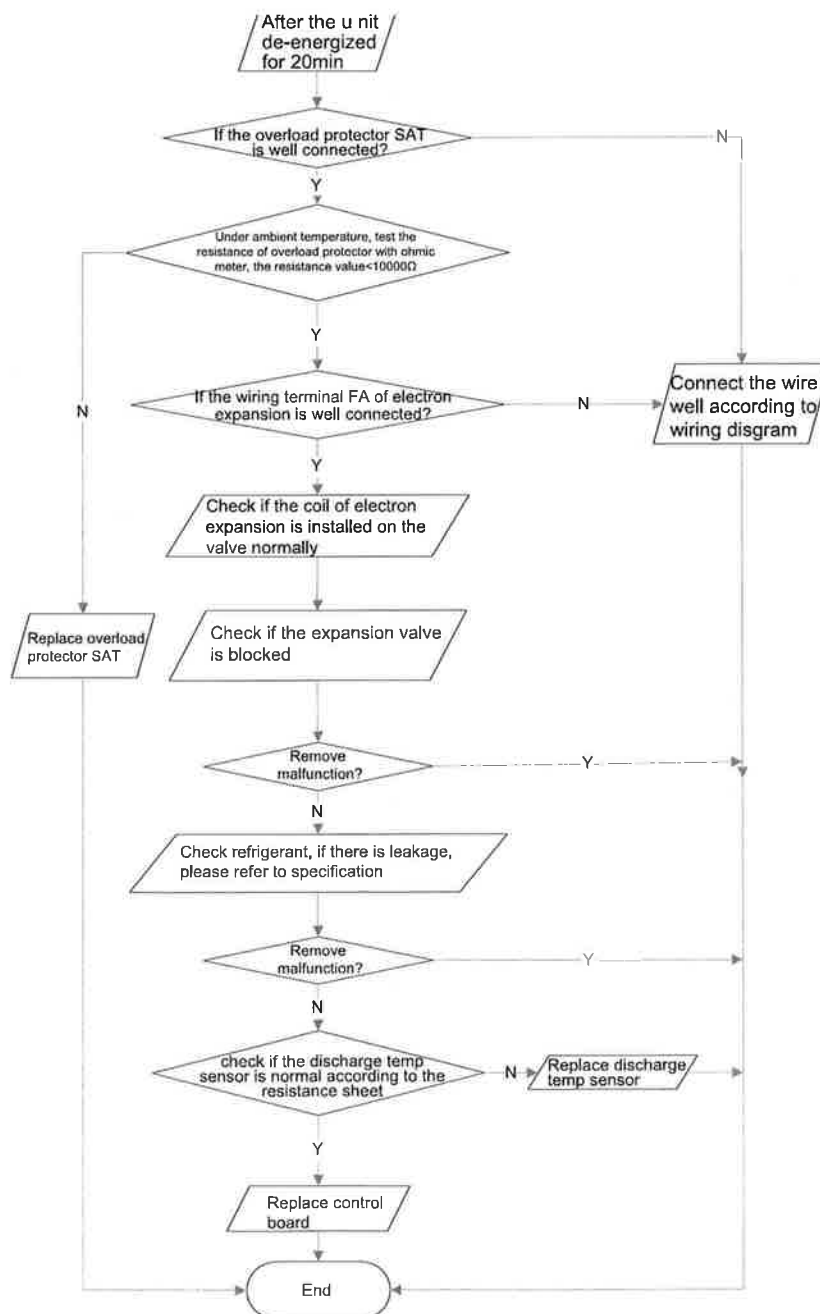 After the u nit
de-energized
for 20min
If the overload protector SAT
is well connected?
N
Y
Under ambient temperature, test the
resistance of overload protector with ohmic
meter, the resistance value<10000Ω
Y
N
If the wiring terminal FA of electron
expansion is well connected?
N
Connect the wire
well according to
wiring disgram
Y
Check if the coil of electron
expansion is installed on the
valve normally
Replace overload
protector SAT
Check if the expansion valve
is blocked
Remove
malfunction?
Y
N
Check refrigerant, if there is leakage,
please refer to specification
Remove
malfunction?
Y
N
check if the discharge temp
sensor is normal according to the
resistance sheet
N
Replace discharge
temp sensor
Y
Replace control
board
End